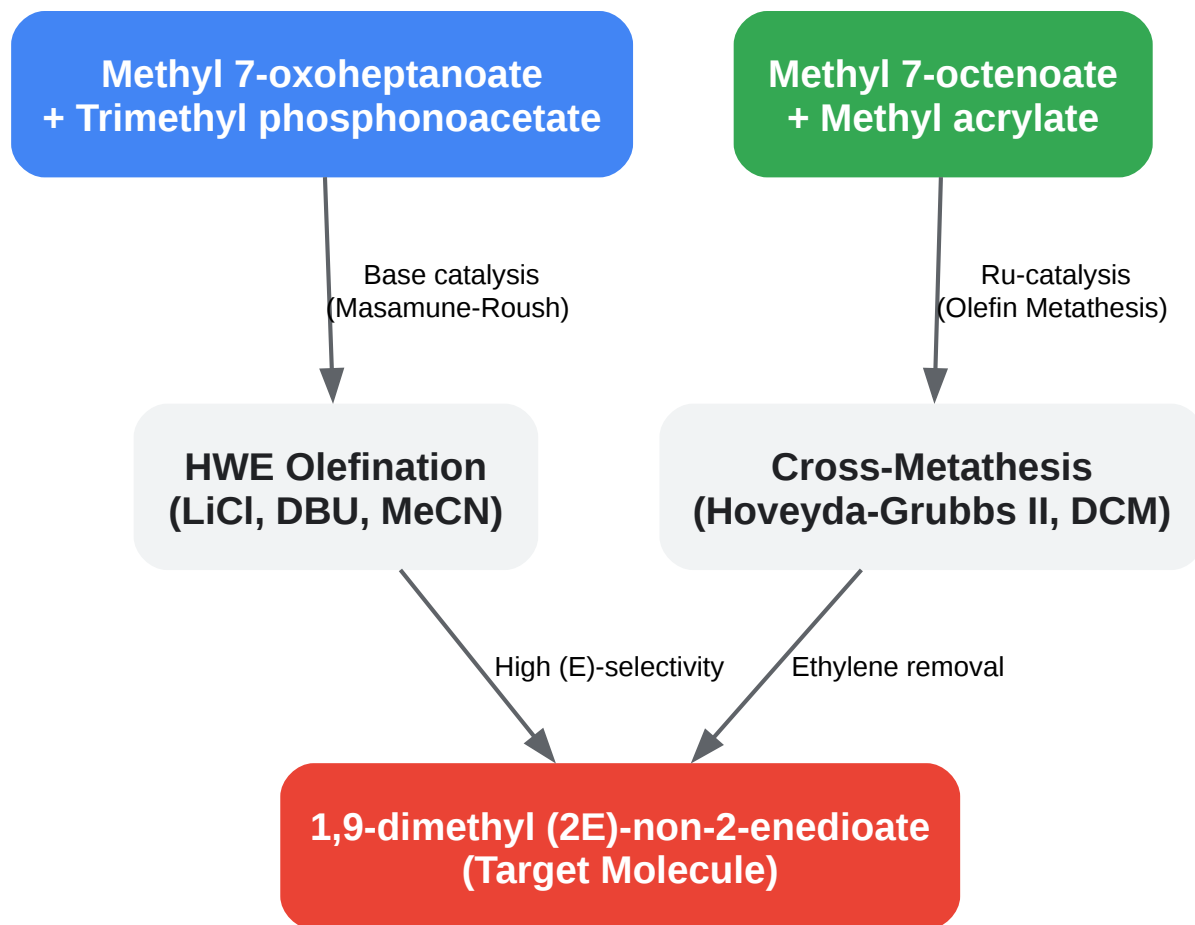 Methyl 7-oxoheptanoate
+ Trimethyl phosphonoacetate
Methyl 7-octenoate
+ Methyl acrylate
Base catalysis
(Masamune-Roush)
Ru-catalysis
(Olefin Metathesis)
HWE Olefination
(LiCl, DBU, MeCN)
Cross-Metathesis
(Hoveyda-Grubbs II, DCM)
High (E)-selectivity
Ethylene removal
1,9-dimethyl (2E)-non-2-enedioate
(Target Molecule)